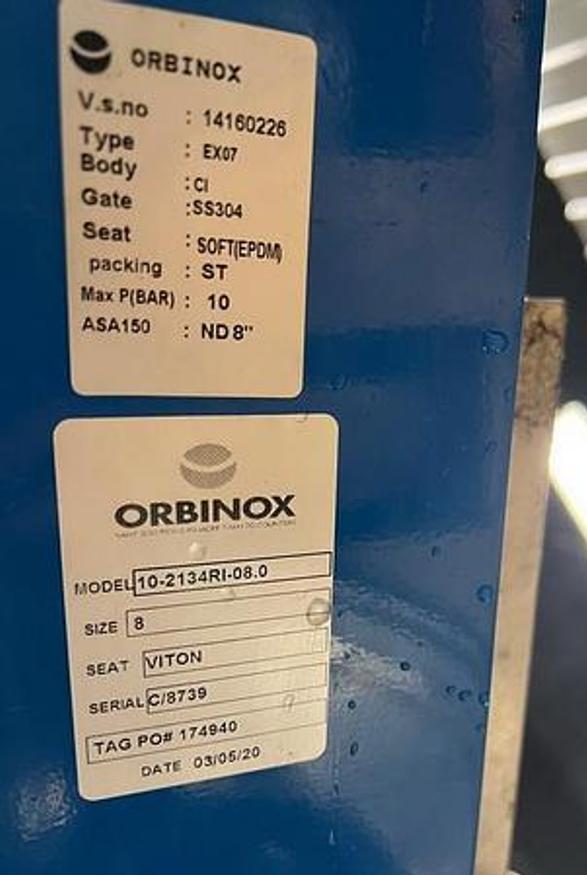 ORBINOX
V.s.no : 14160226
Type : EX07
Body : CI
Gate : SS304
Seat : SOFT(EPDM)
packing : ST
Max P(BAR) : 10
ASA150 : ND 8"
ORBINOX
MODEL 10-2134RI-08.0
SIZE 8
SEAT VITON
SERIAL C/8739
TAG PO# 174940
DATE 03/05/20